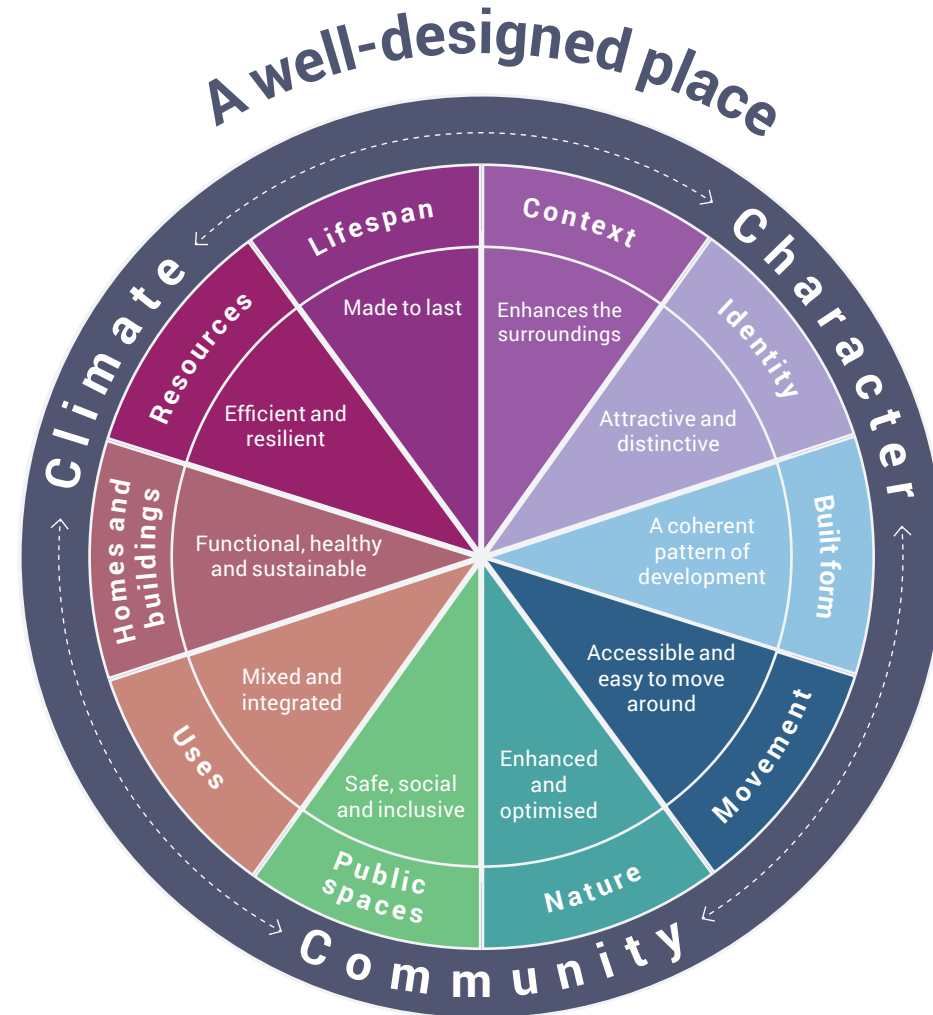 A well-designed place
Climate
Character
Community
Context
Enhances the
surroundings
Identity
Attractive and
distinctive
Built form
A coherent
pattern of
development
Movement
Accessible and
easy to move
around
Nature
Enhanced
and
optimised
Public
spaces
Safe, social
and inclusive
Uses
Mixed and
integrated
Homes and
buildings
Functional, healthy
and sustainable
Resources
Efficient and
resilient
Lifespan
Made to last